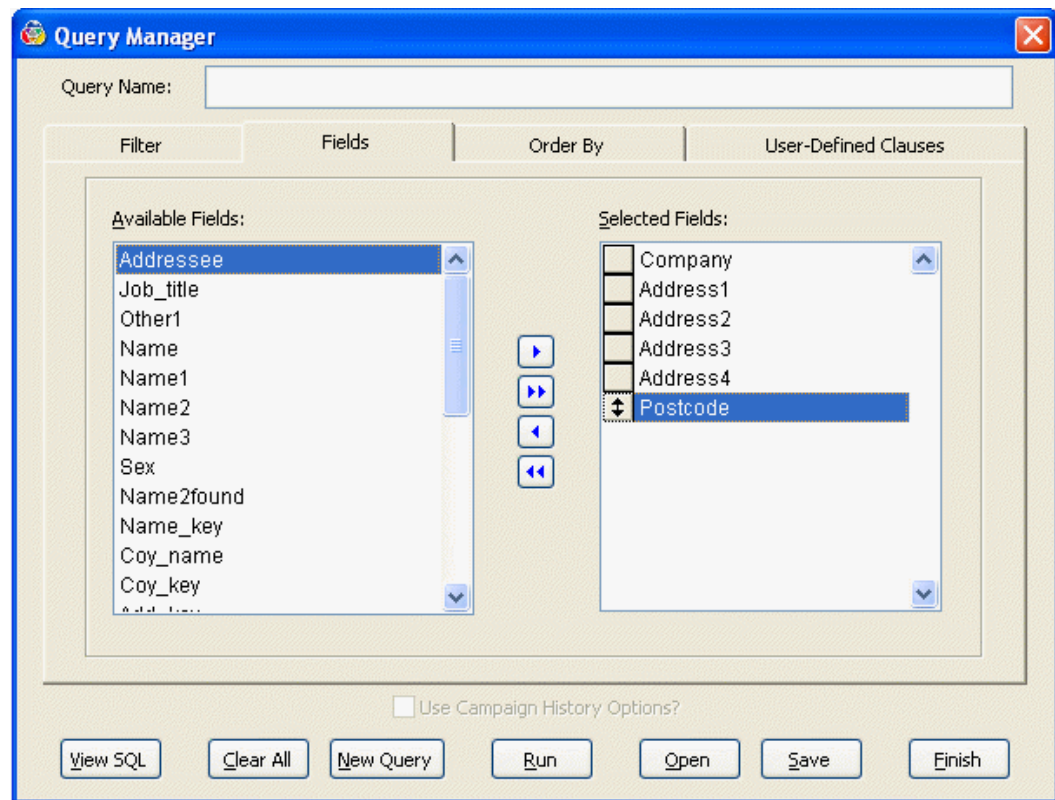 Query Manager
Query Name:
Filter Fields Order By User-Defined Clauses
Available Fields:
Addressee
Job_title
Other1
Name
Name1
Name2
Name3
Sex
Name2found
Name_key
Coy_name
Coy_key
Selected Fields:
Company
Address1
Address2
Address3
Address4
Postcode
Use Campaign History Options?
View SQL Clear All New Query Run Open Save Finish